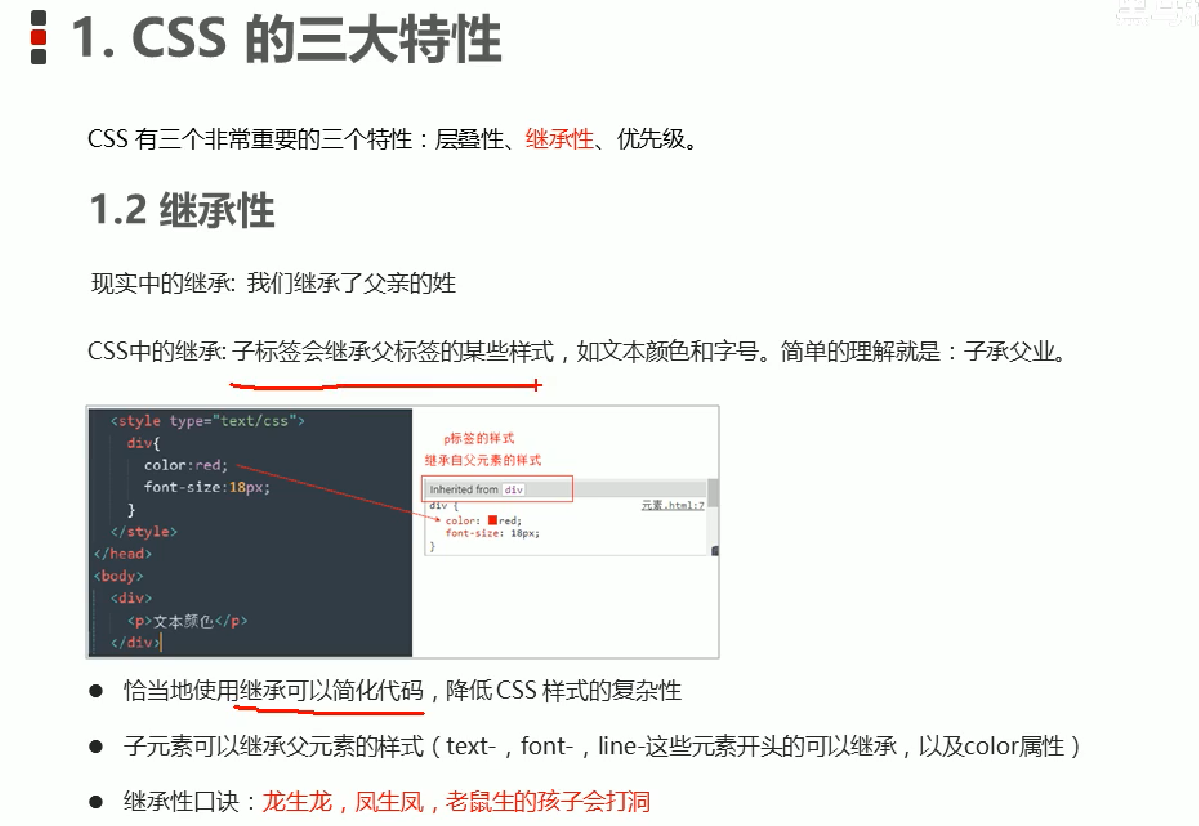 1. CSS 的三大特性
CSS 有三个非常重要的三个特性：层叠性、继承性、优先级。
1.2 继承性
现实中的继承: 我们继承了父亲的姓
CSS中的继承: 子标签会继承父标签的某些样式，如文本颜色和字号。简单的理解就是：子承父业。
<style type="text/css">
div{
color:red;
font-size:18px;
}
</style>
</head>
<body>
<div>
<p>文本颜色</p>
</div>
p标签的样式
继承自父元素的样式
Inherited from div
div {
元素.html:7
color: red;
font-size: 18px;
}
● 恰当地使用继承可以简化代码，降低 CSS 样式的复杂性
● 子元素可以继承父元素的样式（text-，font-，line-这些元素开头的可以继承，以及color属性）
● 继承性口诀：龙生龙，凤生凤，老鼠生的孩子会打洞